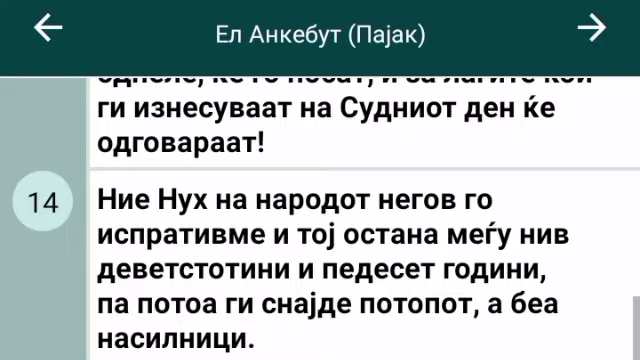 Ел Анкебут (Пајак)
ги изнесуваат на Судниот ден ќе
одговараат!
14
Ние Нух на народот негов го
испративме и тој остана меѓу нив
деветстотини и педесет години,
па потоа ги снајде потопот, а беа
насилници.